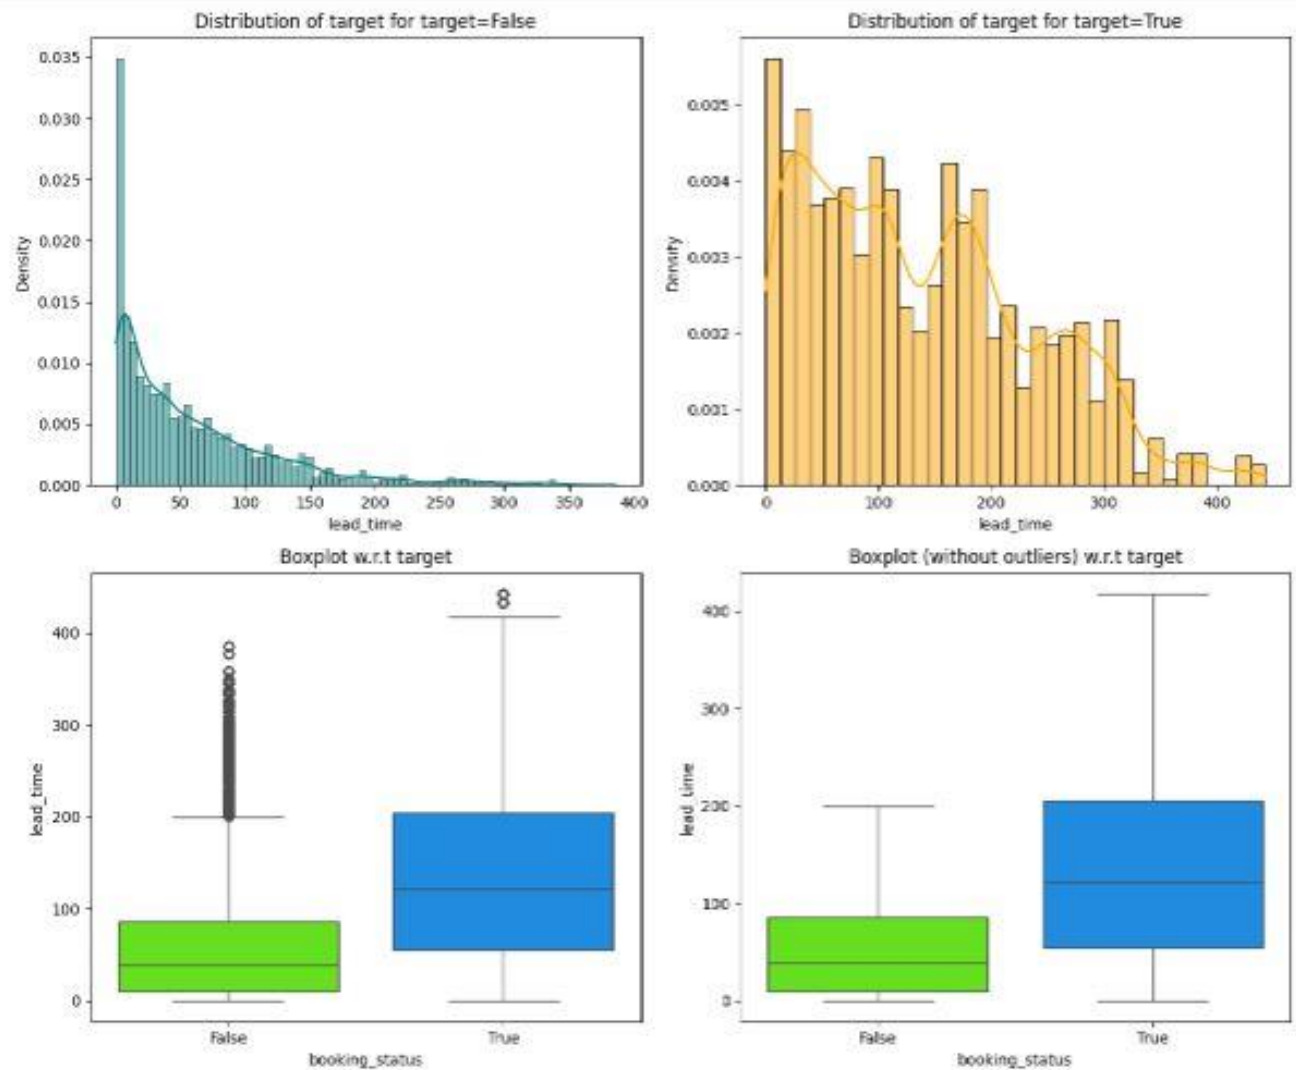 Distribution of target for target=False
0.035
0.030
0.025
0.020
0.015
0.010
0.005
0.000
Density
0 50 100 150 200 250 300 350 400
lead_time
Distribution of target for target=True
0.005
0.004
0.003
0.002
0.001
0.000
Density
0 100 200 300 400
lead_time
Boxplot w.r.t target
400
300
200
100
0
lead_time
False True
booking_status
Boxplot (without outliers) w.r.t target
400
300
200
100
0
lead_time
False True
booking_status